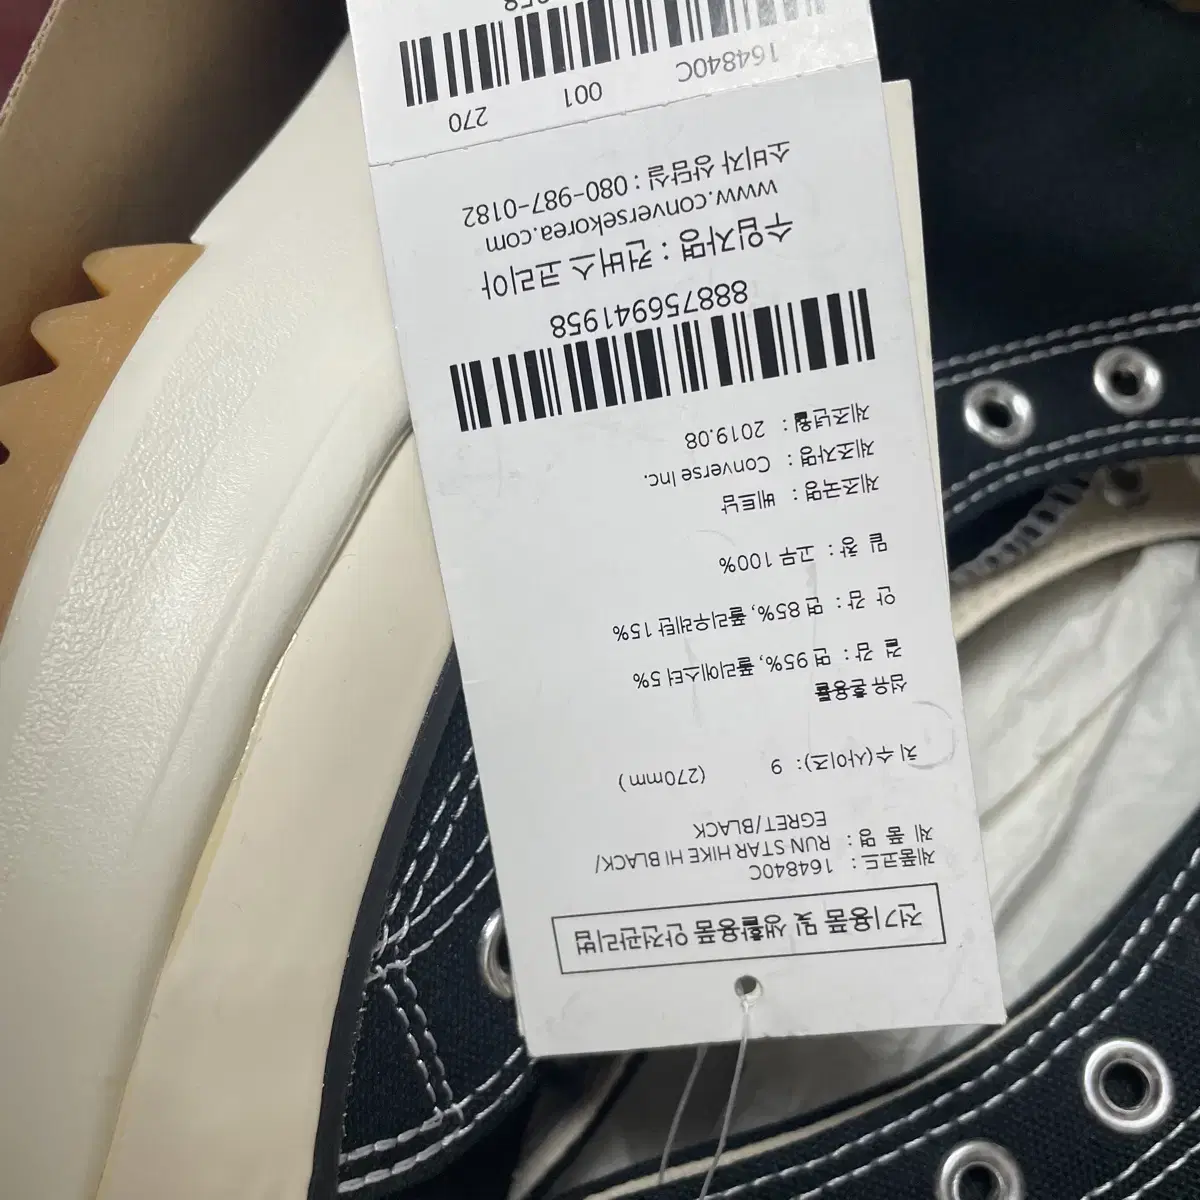 전기용품 및 생활용품 안전관리법
제품코드 : 164840C
제 품 명 : RUN STAR HIKE HI BLACK/
EGRET/BLACK
치 수(사이즈): 9 (270mm)
섬유 혼용률
겉 감 : 면 95%, 폴리에스터 5%
안 감 : 면 85%, 폴리우레탄 15%
밑 창 : 고무 100%
제조국명 : 베트남
제조자명 : Converse Inc.
제조년월 : 2019.08
888756941958
수입자명 : 컨버스 코리아
www.conversekorea.com
소비자 상담실 : 080-987-0182
164840C 001 270